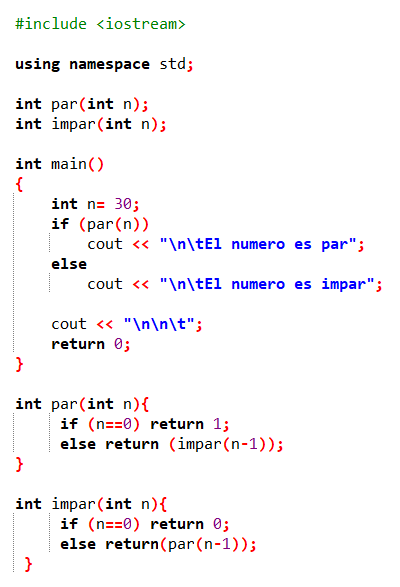 #include <iostream>
using namespace std;
int par(int n);
int impar(int n);
int main()
{
int n= 30;
if (par(n))
cout << "\n\tEl numero es par";
else
cout << "\n\tEl numero es impar";
cout << "\n\n\t";
return 0;
}
int par(int n){
if (n==0) return 1;
else return (impar(n-1));
}
int impar(int n){
if (n==0) return 0;
else return(par(n-1));
}